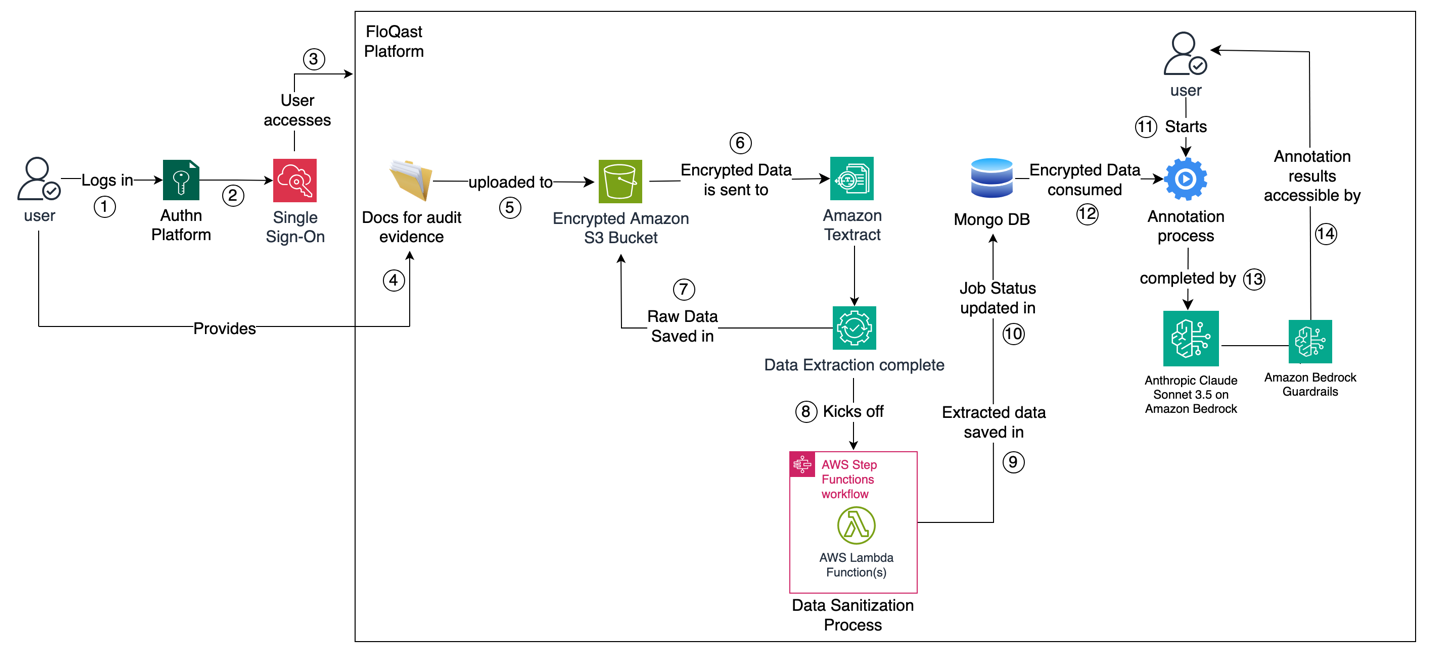 FloQast
Platform
3
User
accesses
user
Logs in
1
Authn
Platform
2
Single
Sign-On
Provides
4
Docs for audit
evidence
uploaded to
5
Encrypted Amazon
S3 Bucket
6
Encrypted Data
is sent to
Amazon
Textract
7
Raw Data
Saved in
Data Extraction complete
8
Kicks off
AWS Step
Functions
workflow
AWS Lambda
Function(s)
Data Sanitization
Process
Extracted data
saved in
9
Job Status
updated in
10
Mongo DB
Encrypted Data
consumed
12
user
11
Starts
Annotation
process
completed by
13
Anthropic Claude
Sonnet 3.5 on
Amazon Bedrock
Amazon Bedrock
Guardrails
Annotation
results
accessible by
14